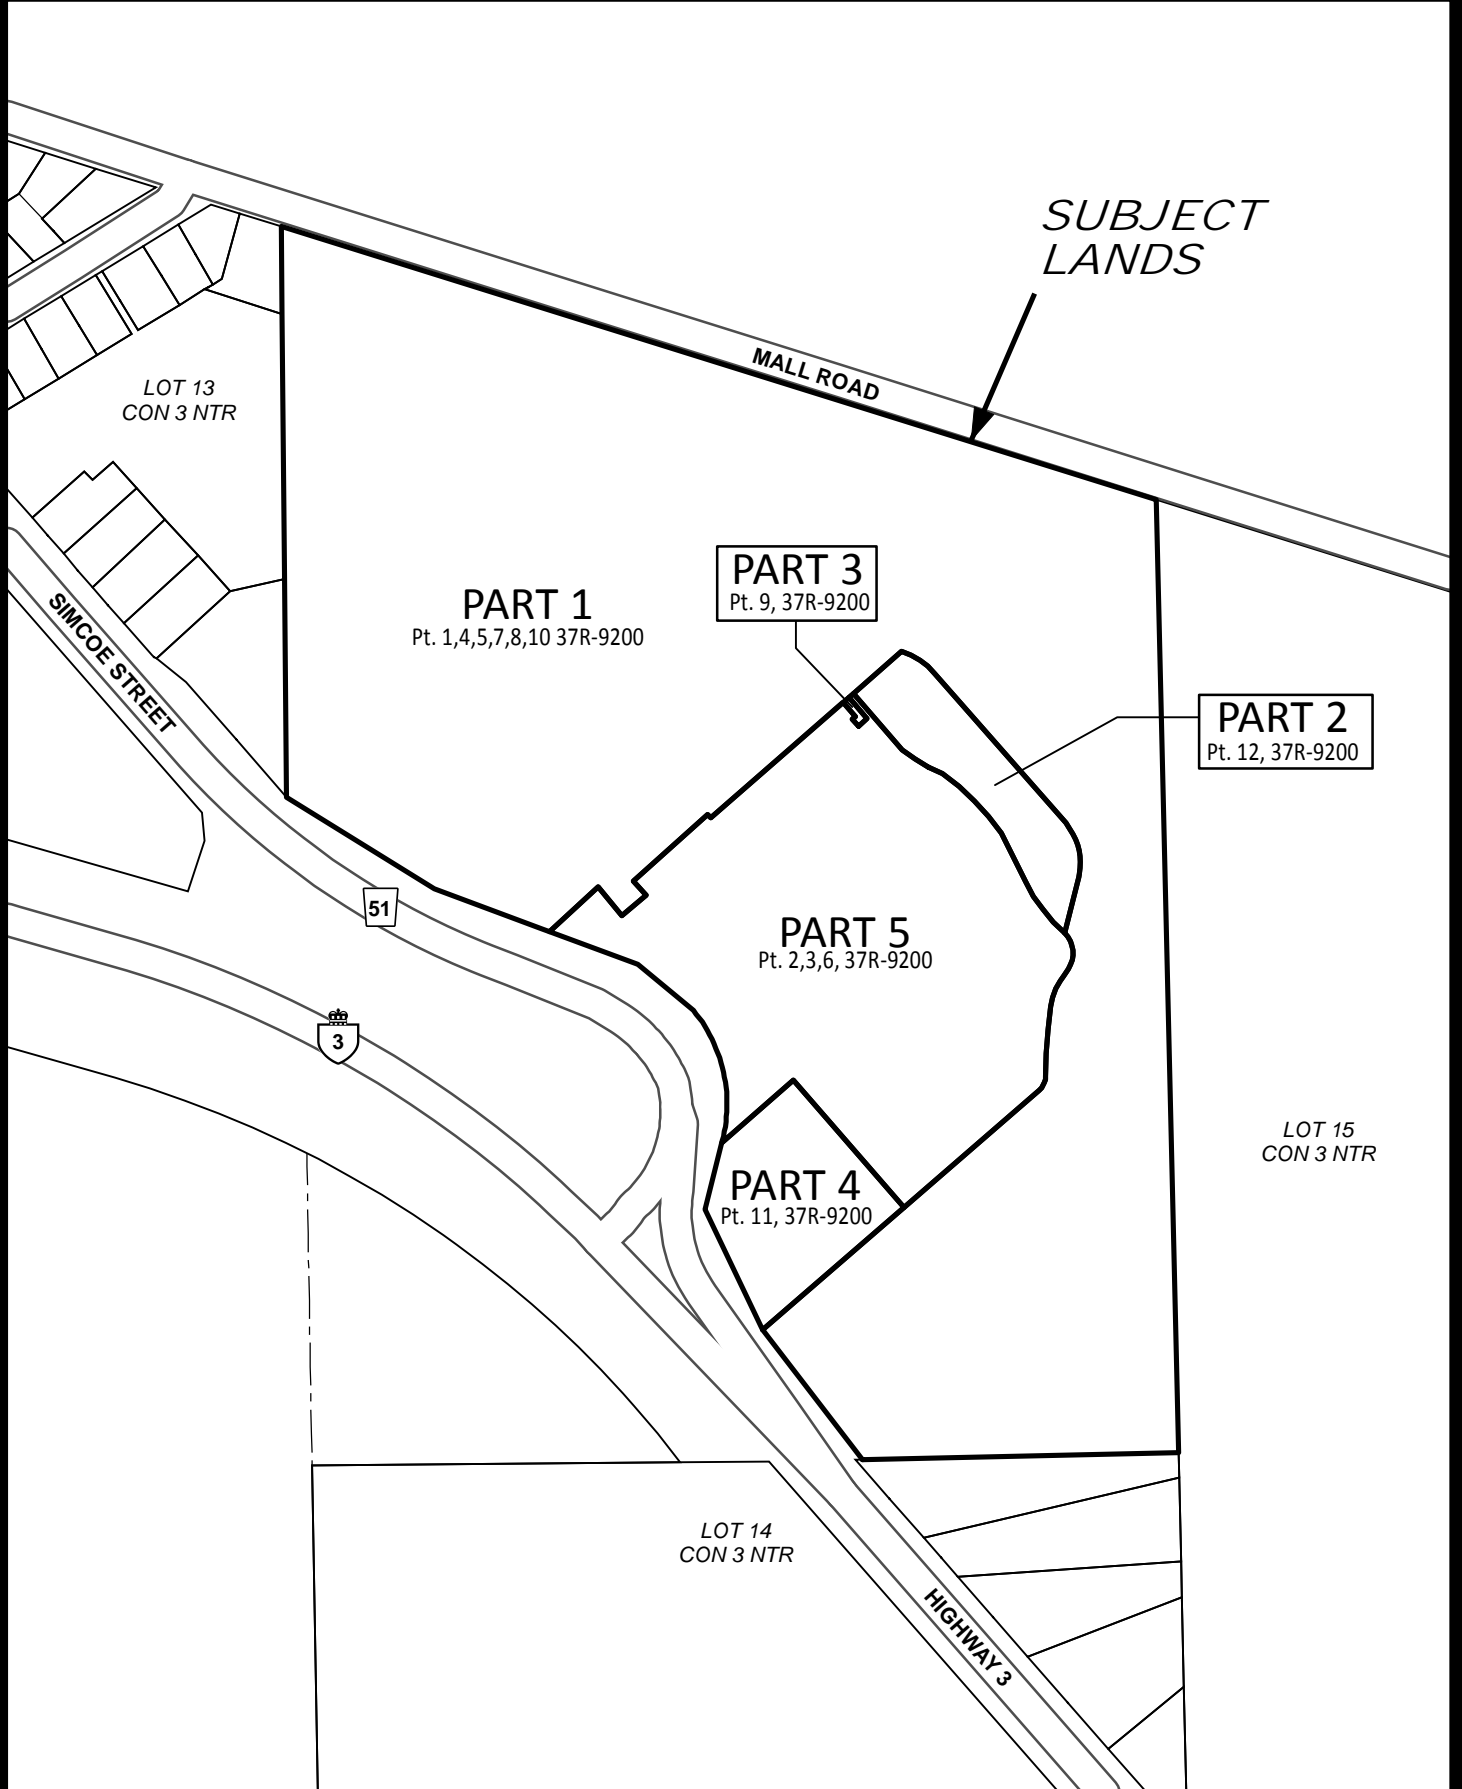 SUBJECT
LANDS
MALL ROAD
LOT 13
CON 3 NTR
PART 3
Pt. 9, 37R-9200
PART 1
Pt. 1,4,5,7,8,10 37R-9200
SIMCOE STREET
PART 2
Pt. 12, 37R-9200
51
PART 5
Pt. 2,3,6, 37R-9200
3
LOT 15
CON 3 NTR
PART 4
Pt. 11, 37R-9200
LOT 14
CON 3 NTR
HIGHWAY 3